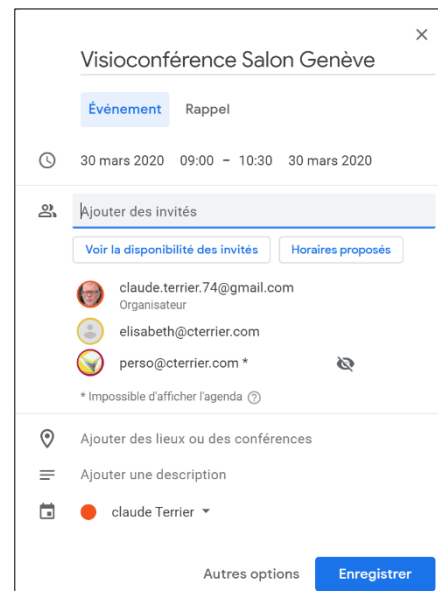 Visioconférence Salon Genève
Événement Rappel
30 mars 2020 09:00 – 10:30 30 mars 2020
Ajouter des invités
Voir la disponibilité des invités Horaires proposés
claude.terrier.74@gmail.com
Organisateur
elisabeth@cterrier.com
perso@cterrier.com *
* Impossible d'afficher l'agenda ?
Ajouter des lieux ou des conférences
Ajouter une description
claude Terrier
Autres options Enregistrer